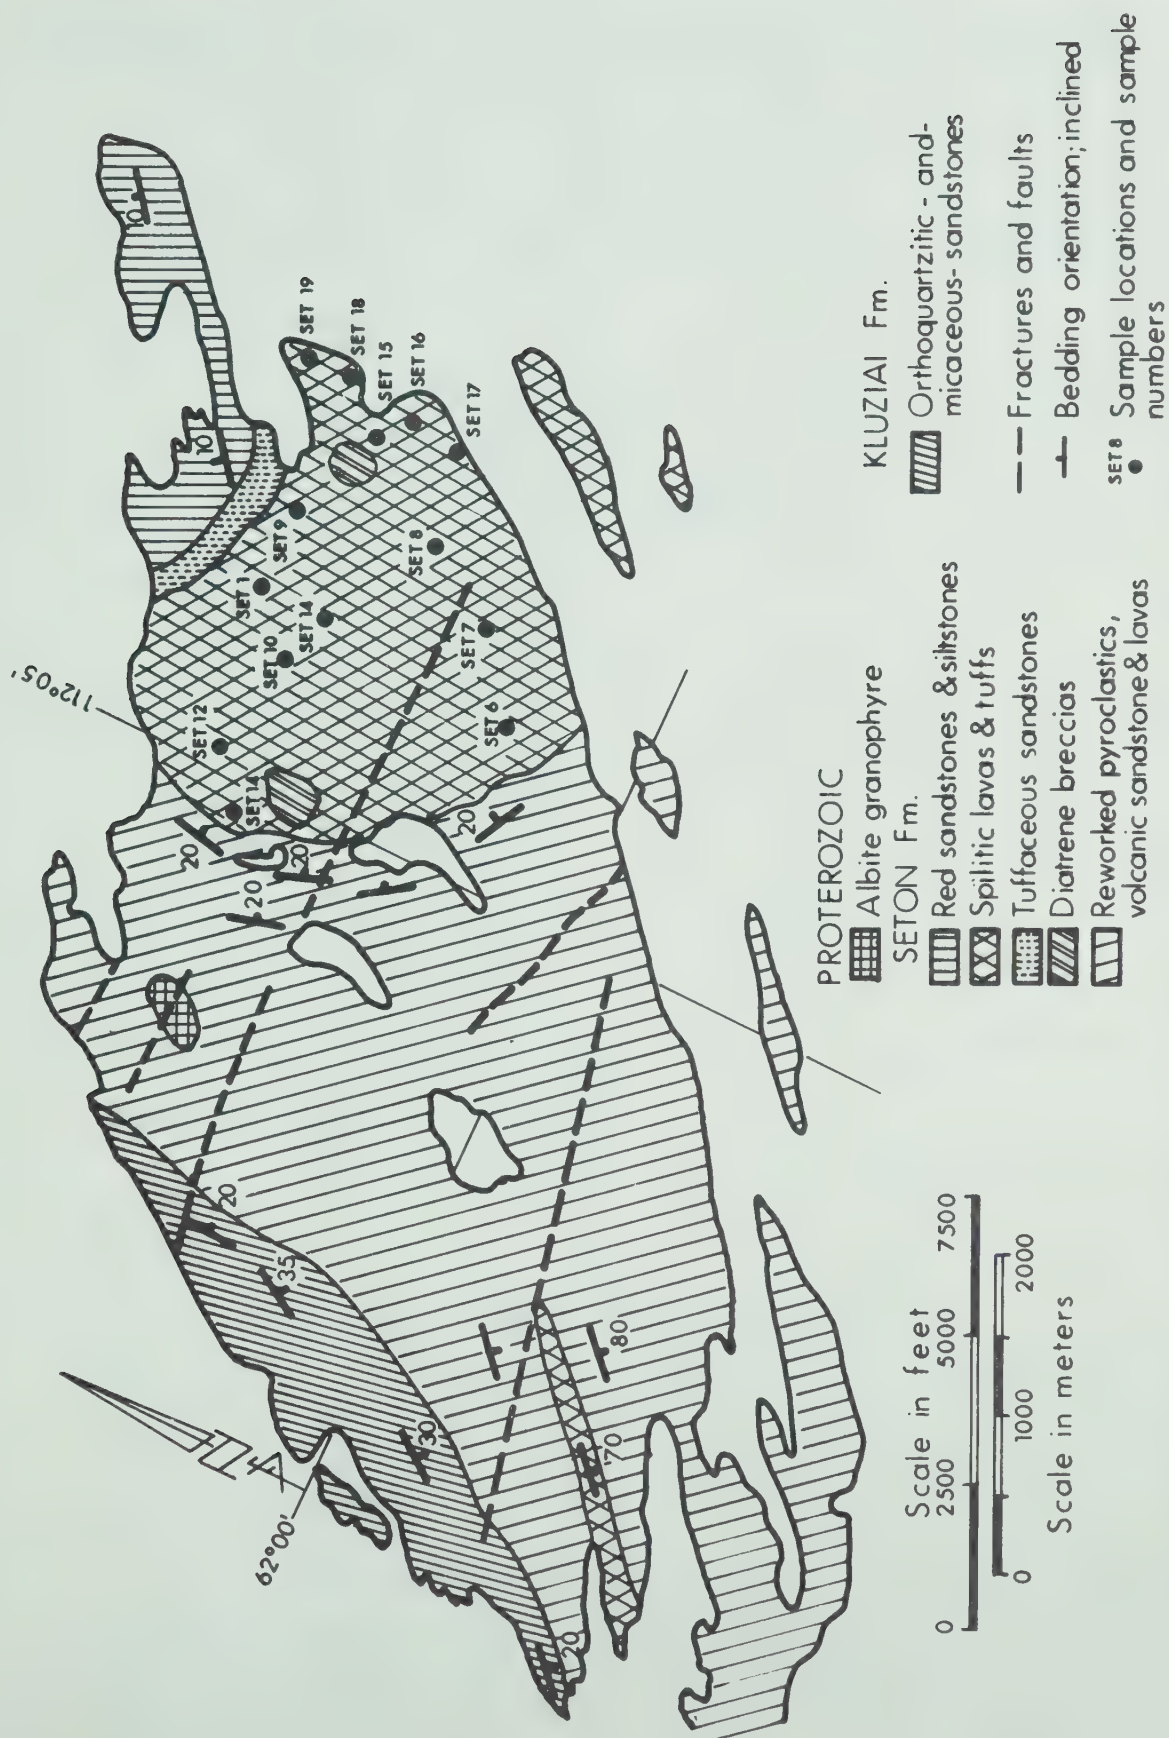 112°05'
62°00'
SET 19
SET 18
SET 15
SET 16
SET 17
SET 9
SET 1
SET 14
SET 10
SET 8
SET 7
SET 6
SET 12
SET 14
10
10
20
20
20
20
20
35
30
80
70
20
Scale in feet
0 2500 5000 7500
0 1000 2000
Scale in meters
PROTEROZOIC
Albite granophyre
SETON Fm.
Red sandstones & siltstones
Spilitic lavas & tuffs
Tuffaceous sandstones
Diatrene breccias
Reworked pyroclastics,
volcanic sandstone & lavas
KLUZIAI Fm.
Orthoquartzitic - and-
micaceous- sandstones
Fractures and faults
Bedding orientation; inclined
SET 8 Sample locations and sample
numbers